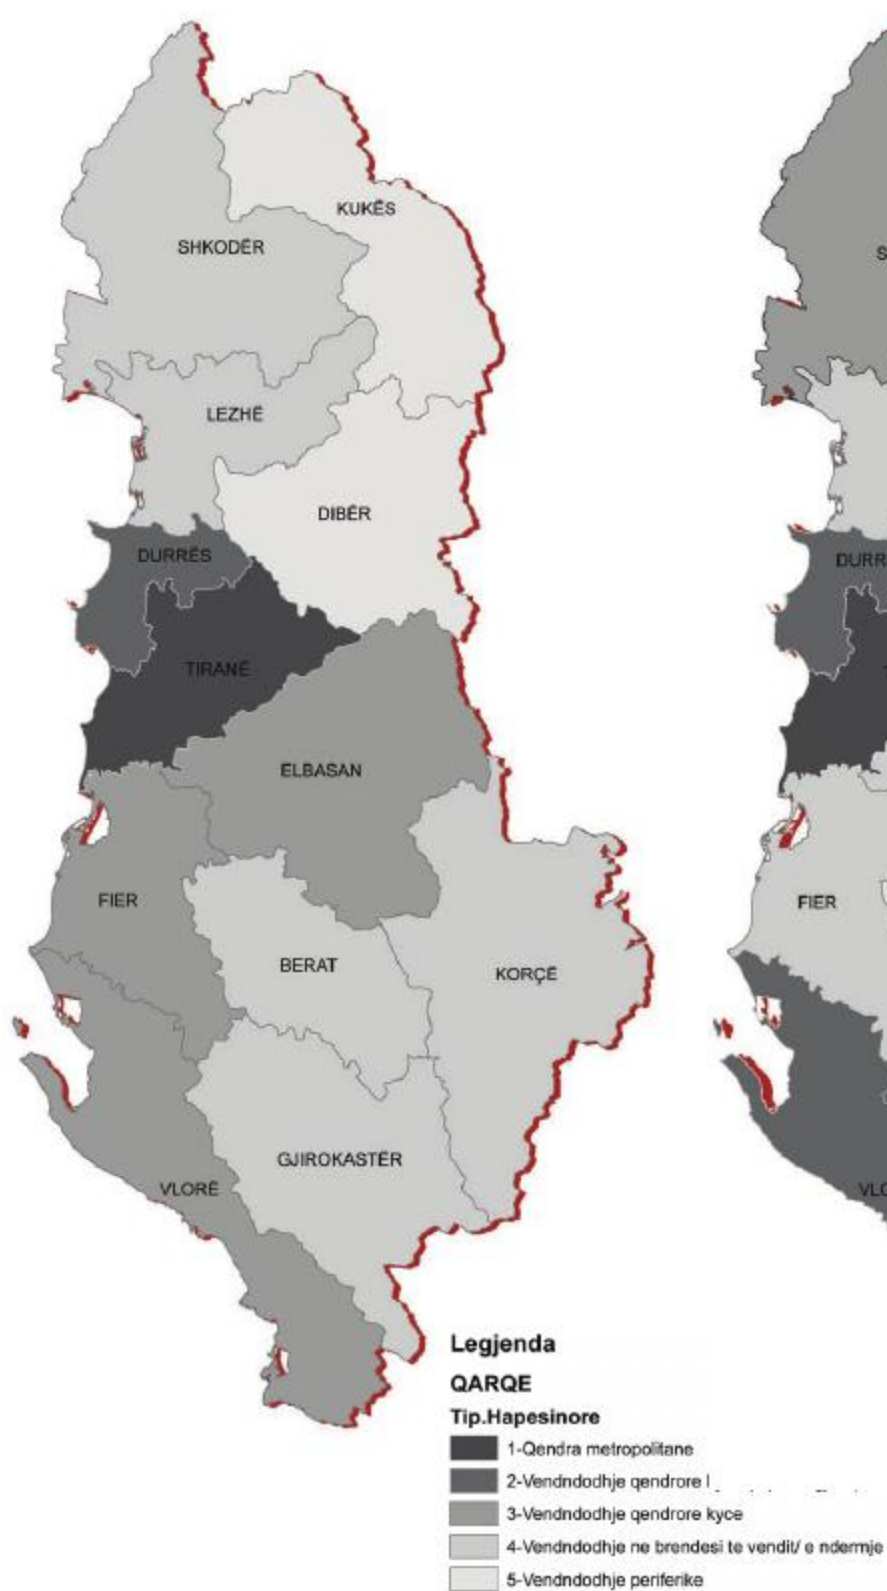 KUKËS
SHKODËR
LEZHË
DIBËR
DURRËS
TIRANË
ELBASAN
FIER
BERAT
KORÇË
GJIROKASTËR
VLORË
S
DURR
FIER
VLO
Legjenda
QARQE
Tip.Hapesinore
1-Qendra metropolitane
2-Vendndodhje qendrore
3-Vendndodhje qendrore kyce
4-Vendndodhje ne brendesi te vendit/ e ndermje
5-Vendndodhje periferike